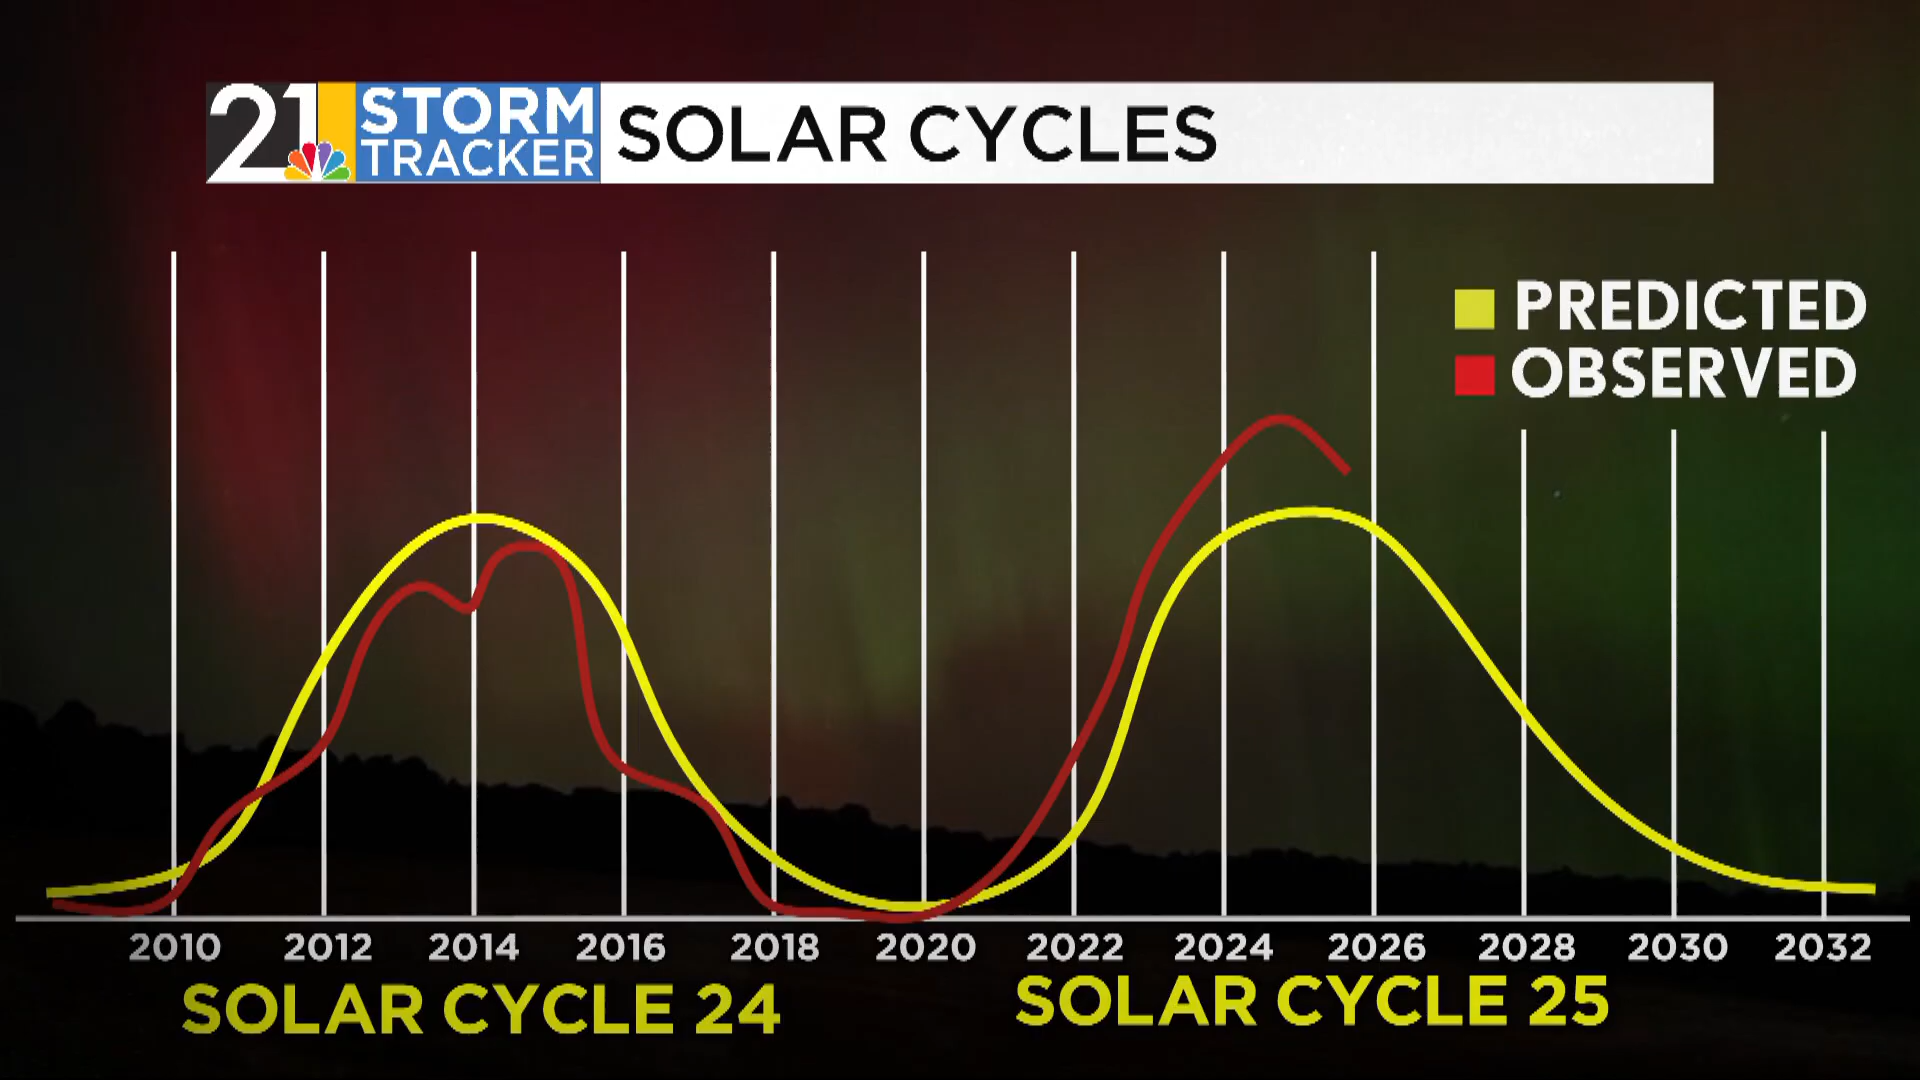 21 STORM TRACKER SOLAR CYCLES
PREDICTED
OBSERVED
2010 2012 2014 2016 2018 2020 2022 2024 2026 2028 2030 2032
SOLAR CYCLE 24 SOLAR CYCLE 25